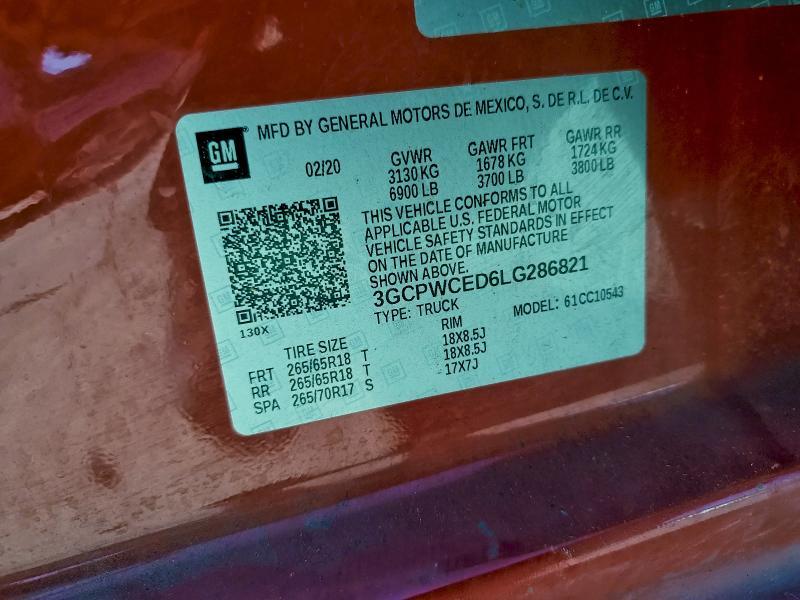 GM
MFD BY GENERAL MOTORS DE MEXICO, S. DE R.L. DE C.V.
02/20 GVWR GAWR FRT GAWR RR
3130 KG 1678 KG 1724 KG
6900 LB 3700 LB 3800 LB
THIS VEHICLE CONFORMS TO ALL
APPLICABLE U.S. FEDERAL MOTOR
VEHICLE SAFETY STANDARDS IN EFFECT
ON THE DATE OF MANUFACTURE
SHOWN ABOVE.
3GCPWCED6LG286821
TYPE: TRUCK MODEL: 61CC10543
130X
TIRE SIZE RIM
FRT 265/65R18 T 18X8.5J
RR 265/65R18 T 18X8.5J
SPA 265/70R17 S 17X7J